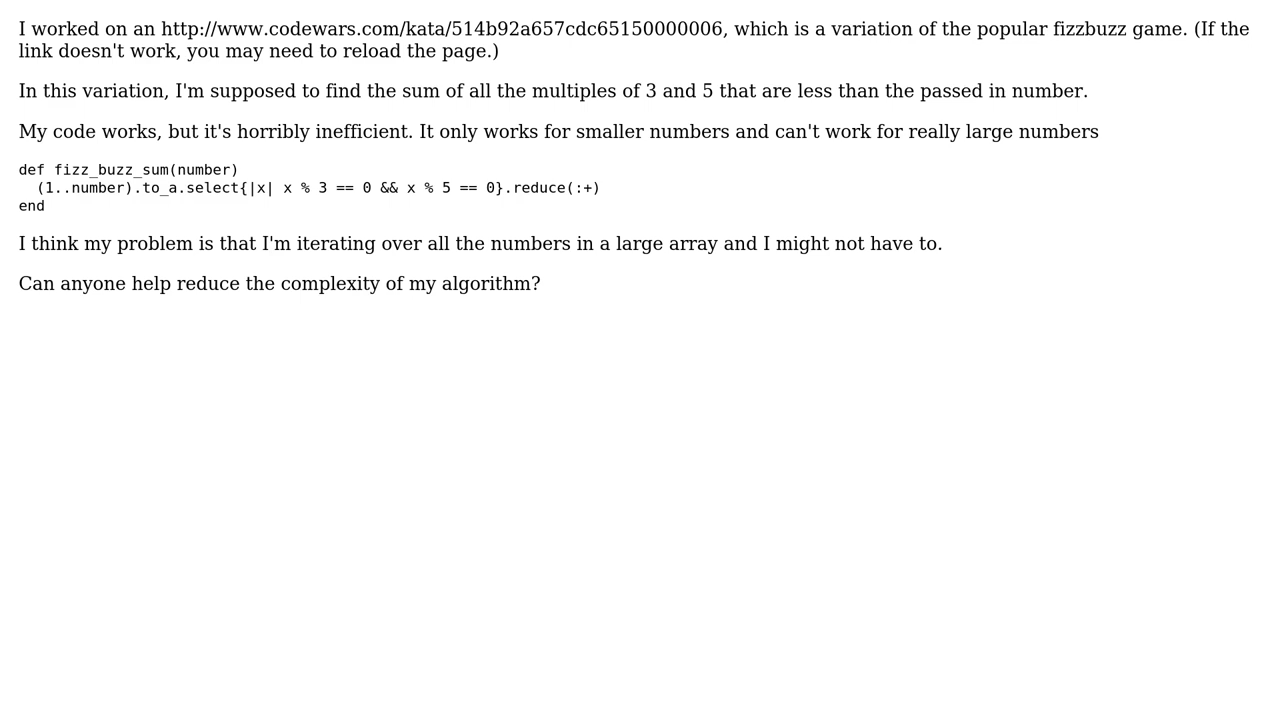 I worked on an http://www.codewars.com/kata/514b92a657cdc65150000006, which is a variation of the popular fizzbuzz game. (If the
link doesn't work, you may need to reload the page.)
In this variation, I'm supposed to find the sum of all the multiples of 3 and 5 that are less than the passed in number.
My code works, but it's horribly inefficient. It only works for smaller numbers and can't work for really large numbers
def fizz_buzz_sum(number)
  (1..number).to_a.select{|x| x % 3 == 0 && x % 5 == 0}.reduce(:+)
end
I think my problem is that I'm iterating over all the numbers in a large array and I might not have to.
Can anyone help reduce the complexity of my algorithm?